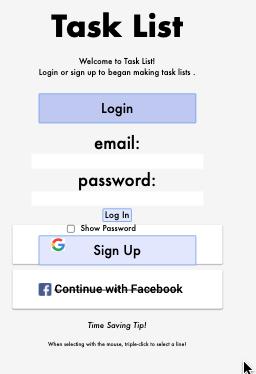 Task List
Welcome to Task List!
Login or sign up to began making task lists .
Login
email:
password:
Log In
Show Password
Sign Up
Continue with Facebook
Time Saving Tip!
When selecting with the mouse, triple-click to select a line!